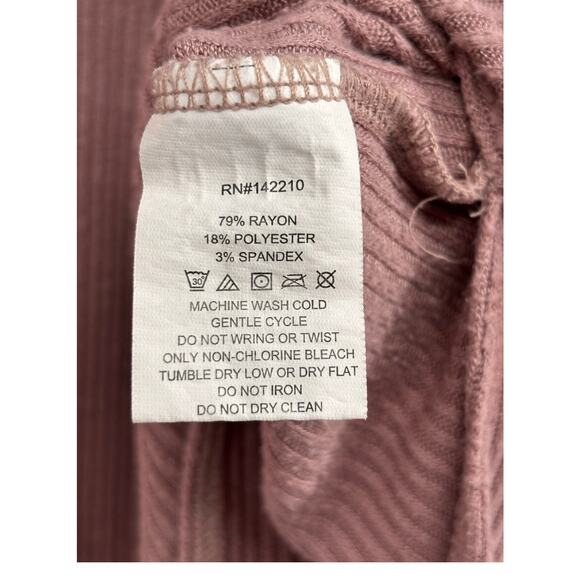 RN#142210
79% RAYON
18% POLYESTER
3% SPANDEX
30°
MACHINE WASH COLD
GENTLE CYCLE
DO NOT WRING OR TWIST
ONLY NON-CHLORINE BLEACH
TUMBLE DRY LOW OR DRY FLAT
DO NOT IRON
DO NOT DRY CLEAN